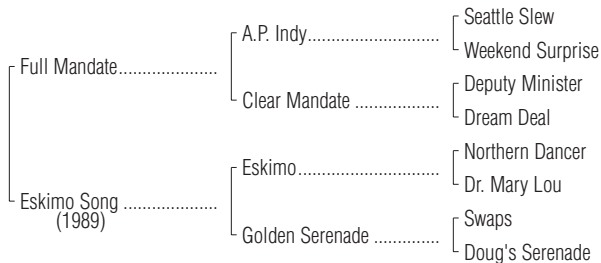 Seattle Slew
A.P. Indy
Weekend Surprise
Full Mandate
Deputy Minister
Clear Mandate
Dream Deal
Northern Dancer
Eskimo
Dr. Mary Lou
Eskimo Song
(1989)
Swaps
Golden Serenade
Doug's Serenade